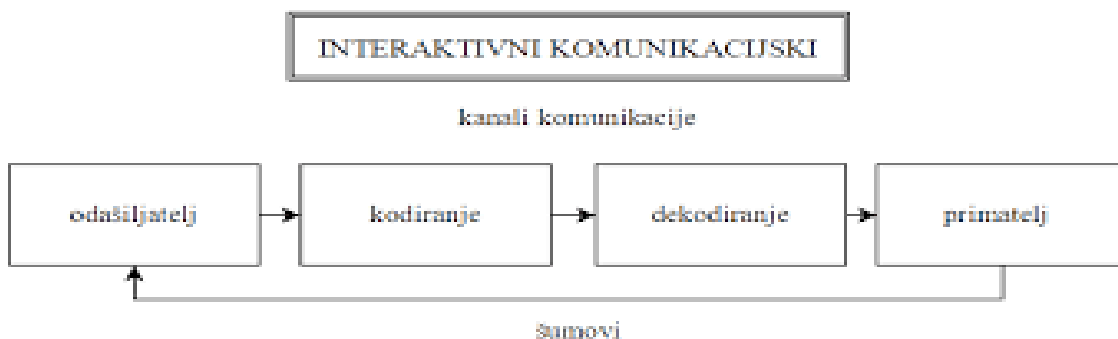 INTERAKTIVNI KOMUNIKACIJSKI
kanali komunikacije
odašiljatelj
kodiranje
dekodiranje
primatelj
šumovi